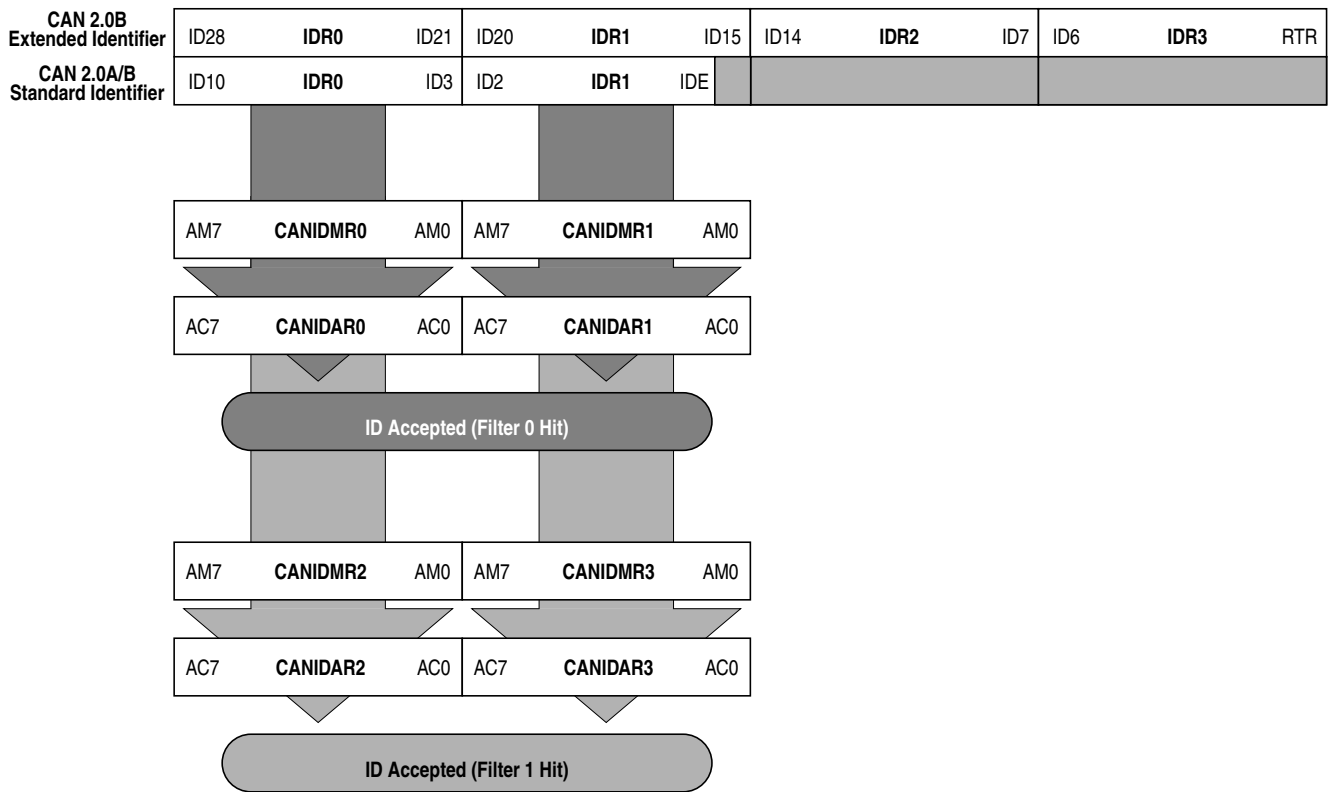 CAN 2.0B
Extended Identifier
ID28 IDR0 ID21 ID20 IDR1 ID15 ID14 IDR2 ID7 ID6 IDR3 RTR
CAN 2.0A/B
Standard Identifier
ID10 IDR0 ID3 ID2 IDR1 IDE
AM7 CANIDMR0 AM0 AM7 CANIDMR1 AM0
AC7 CANIDAR0 AC0 AC7 CANIDAR1 AC0
ID Accepted (Filter 0 Hit)
AM7 CANIDMR2 AM0 AM7 CANIDMR3 AM0
AC7 CANIDAR2 AC0 AC7 CANIDAR3 AC0
ID Accepted (Filter 1 Hit)